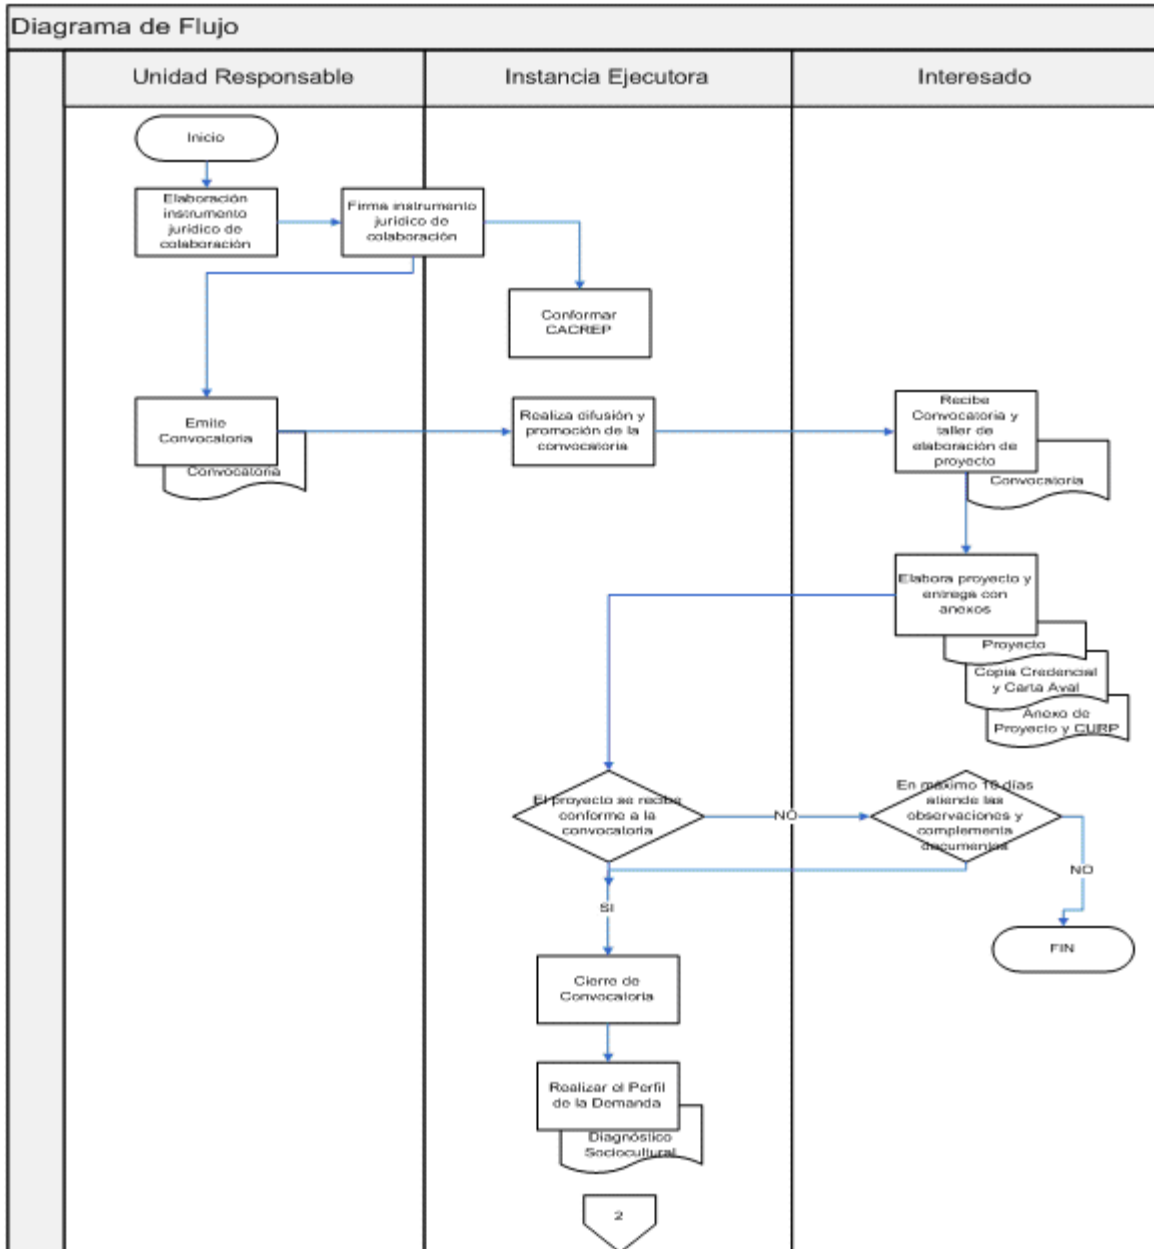 Diagrama de Flujo
Unidad Responsable
Instancia Ejecutora
Interesado
Inicio
Elaboración
instrumento
jurídico de
colaboración
Firma instrumento
jurídico de
colaboración
Conformar
CACREP
Emite
Convocatoria
Convocatoria
Realiza difusión y
promoción de la
convocatoria
Recibe
Convocatoria y
taller de
elaboración de
proyecto
Convocatoria
Elabora proyecto y
entrega con
anexos
Proyecto
Copia Credencial
y Carta Aval
Anexo de
Proyecto y CURP
El proyecto se recibe
conforme a la
convocatoria
NO
En máximo 10 días
atiende las
observaciones y
complementa
documentos
NO
SI
FIN
Cierre de
Convocatoria
Realizar el Perfil
de la Demanda
Diagnóstico
Sociocultural
2